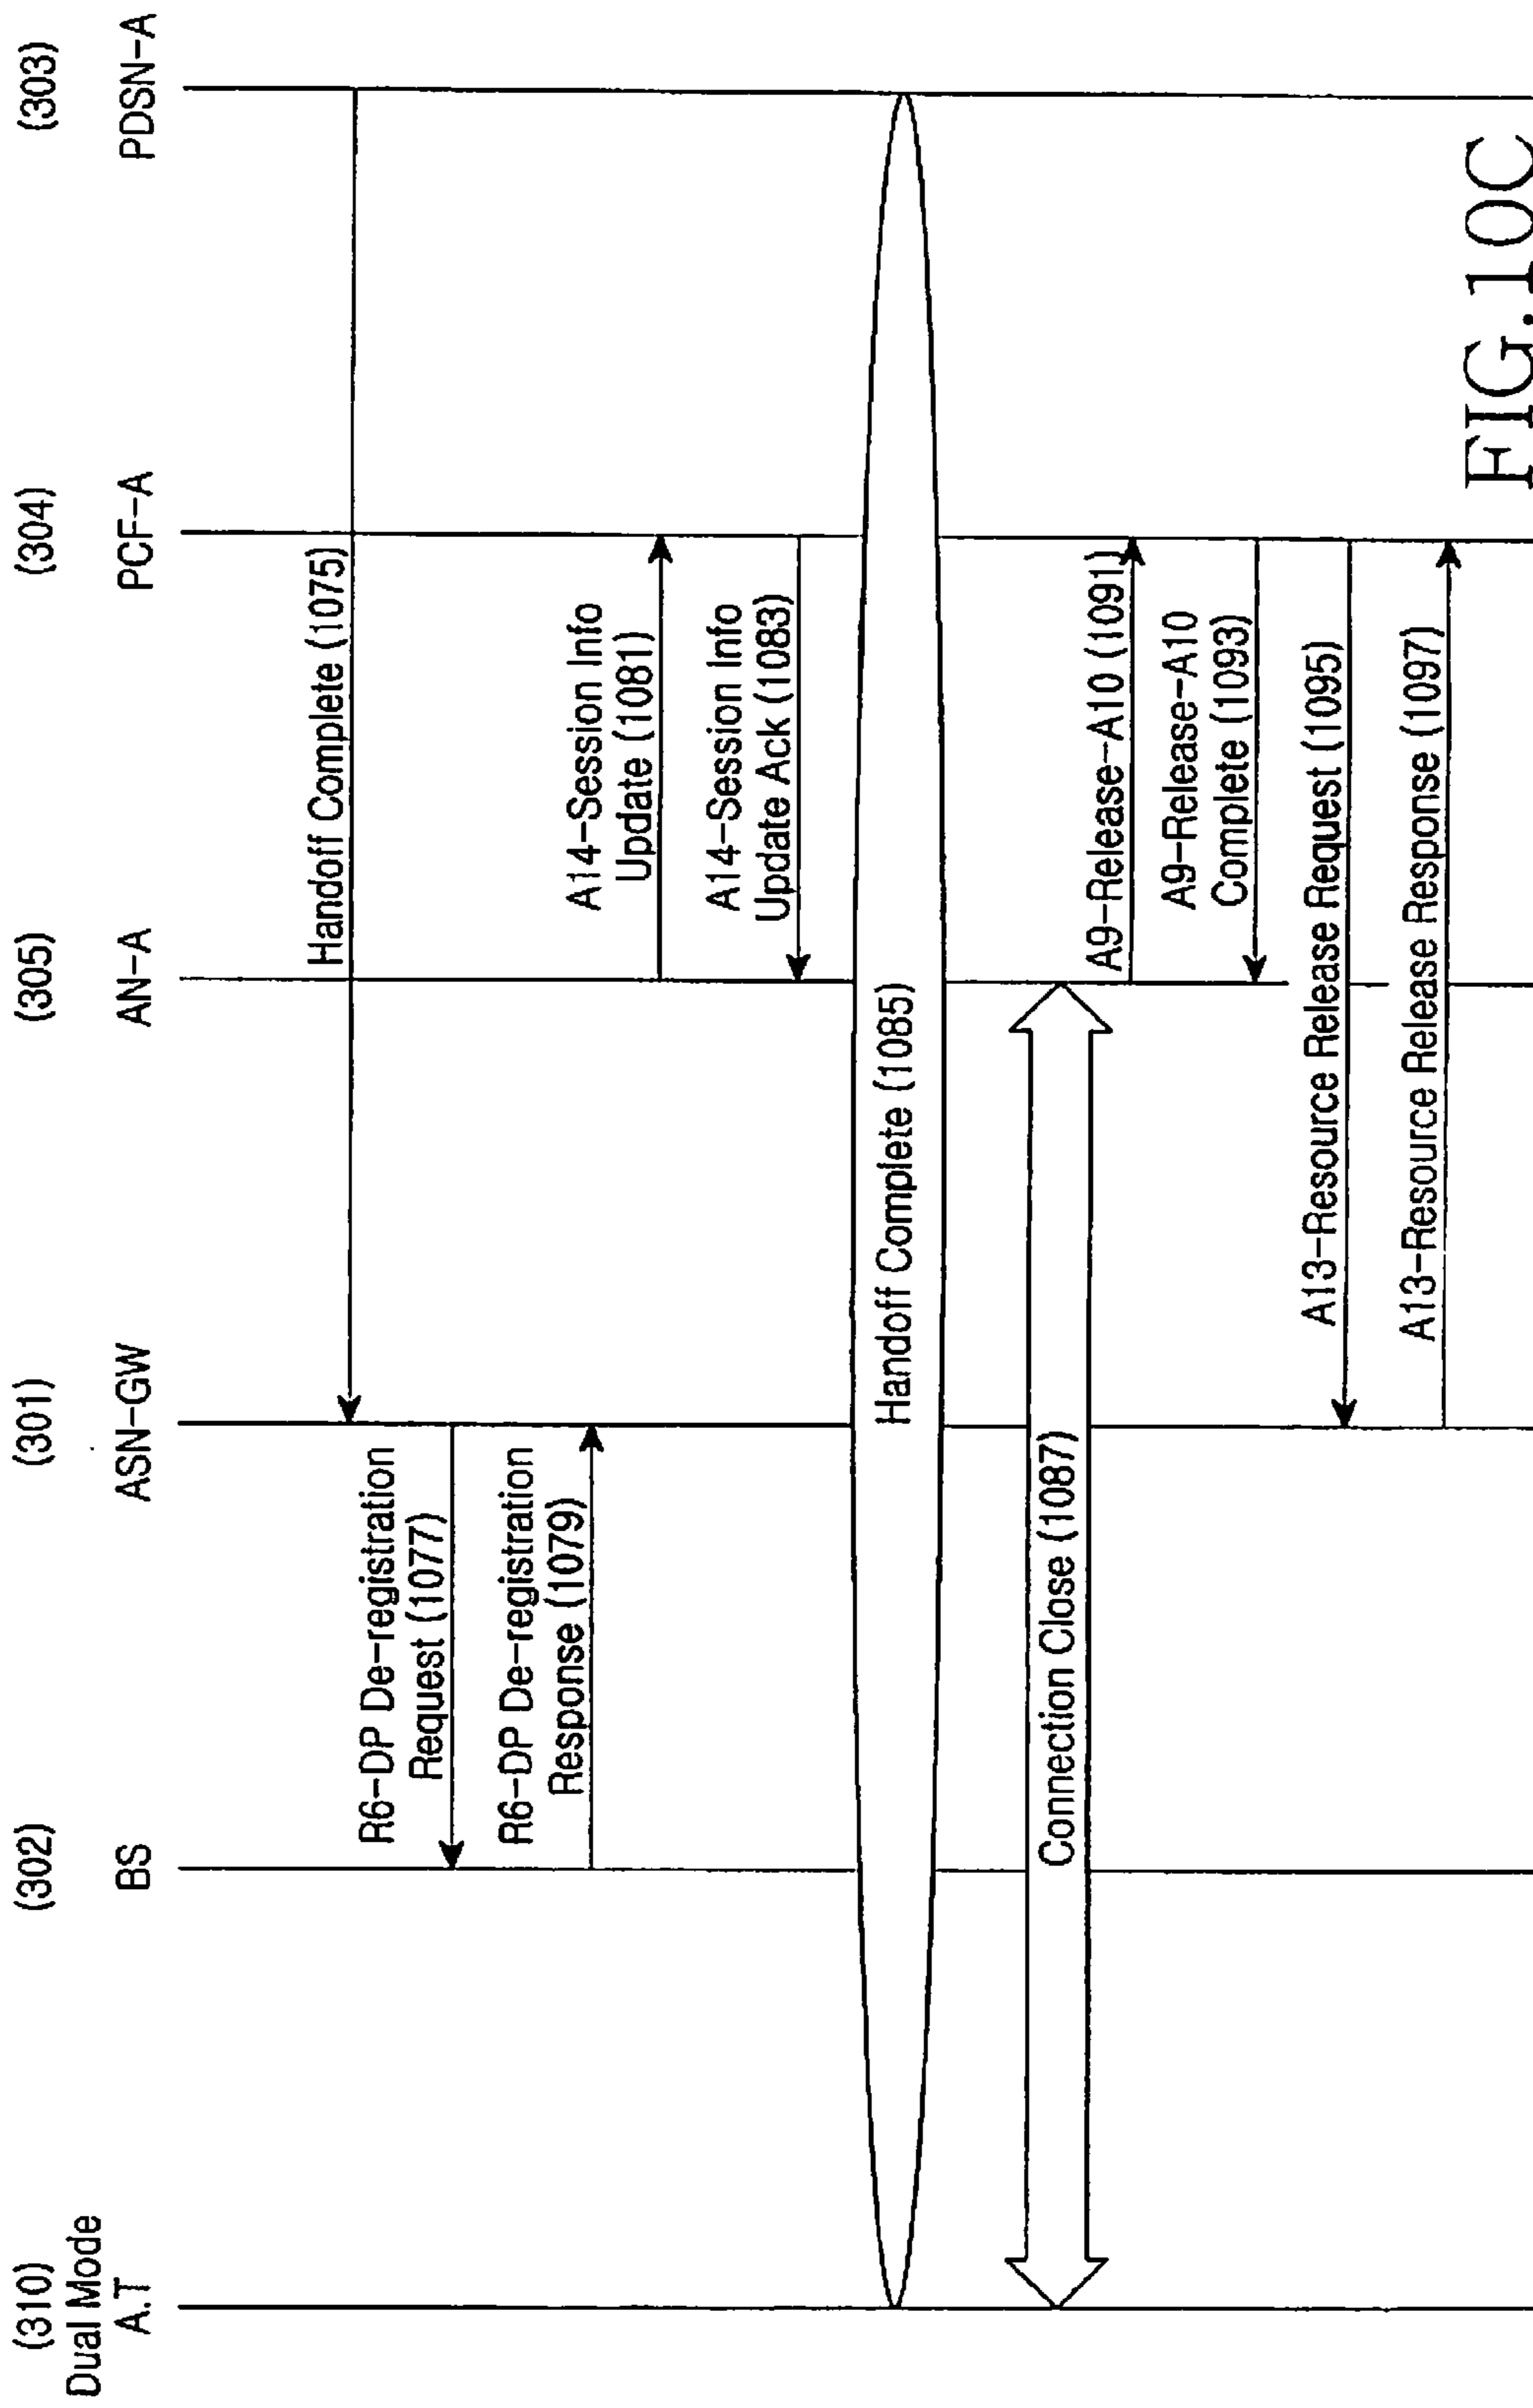 (310)
Dual Mode
A.T
(302)
BS
(301)
ASN-GW
(305)
AN-A
(304)
PCF-A
(303)
PDSN-A
Handoff Complete (1075)
R6-DP De-registration
Request (1077)
R6-DP De-registration
Response (1079)
A14-Session Info
Update (1081)
A14-Session Info
Update Ack (1083)
Handoff Complete (1085)
Connection Close (1087)
A9-Release-A10 (1091)
A9-Release-A10
Complete (1093)
A13-Resource Release Request (1095)
A13-Resource Release Response (1097)
FIG.10C